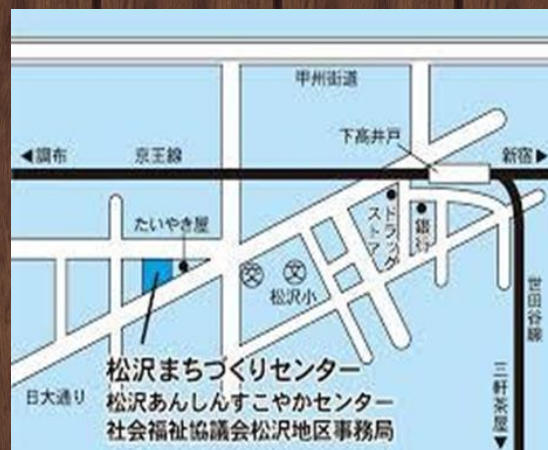 甲州街道
下高井戸
◀調布
京王線
新宿▶
たいやき屋
ドラッグ
ストア
銀行
交
文
松沢小
世田谷線
松沢まちづくりセンター
松沢あんしんすこやかセンター
社会福祉協議会松沢地区事務局
日大通り
三軒茶屋▼